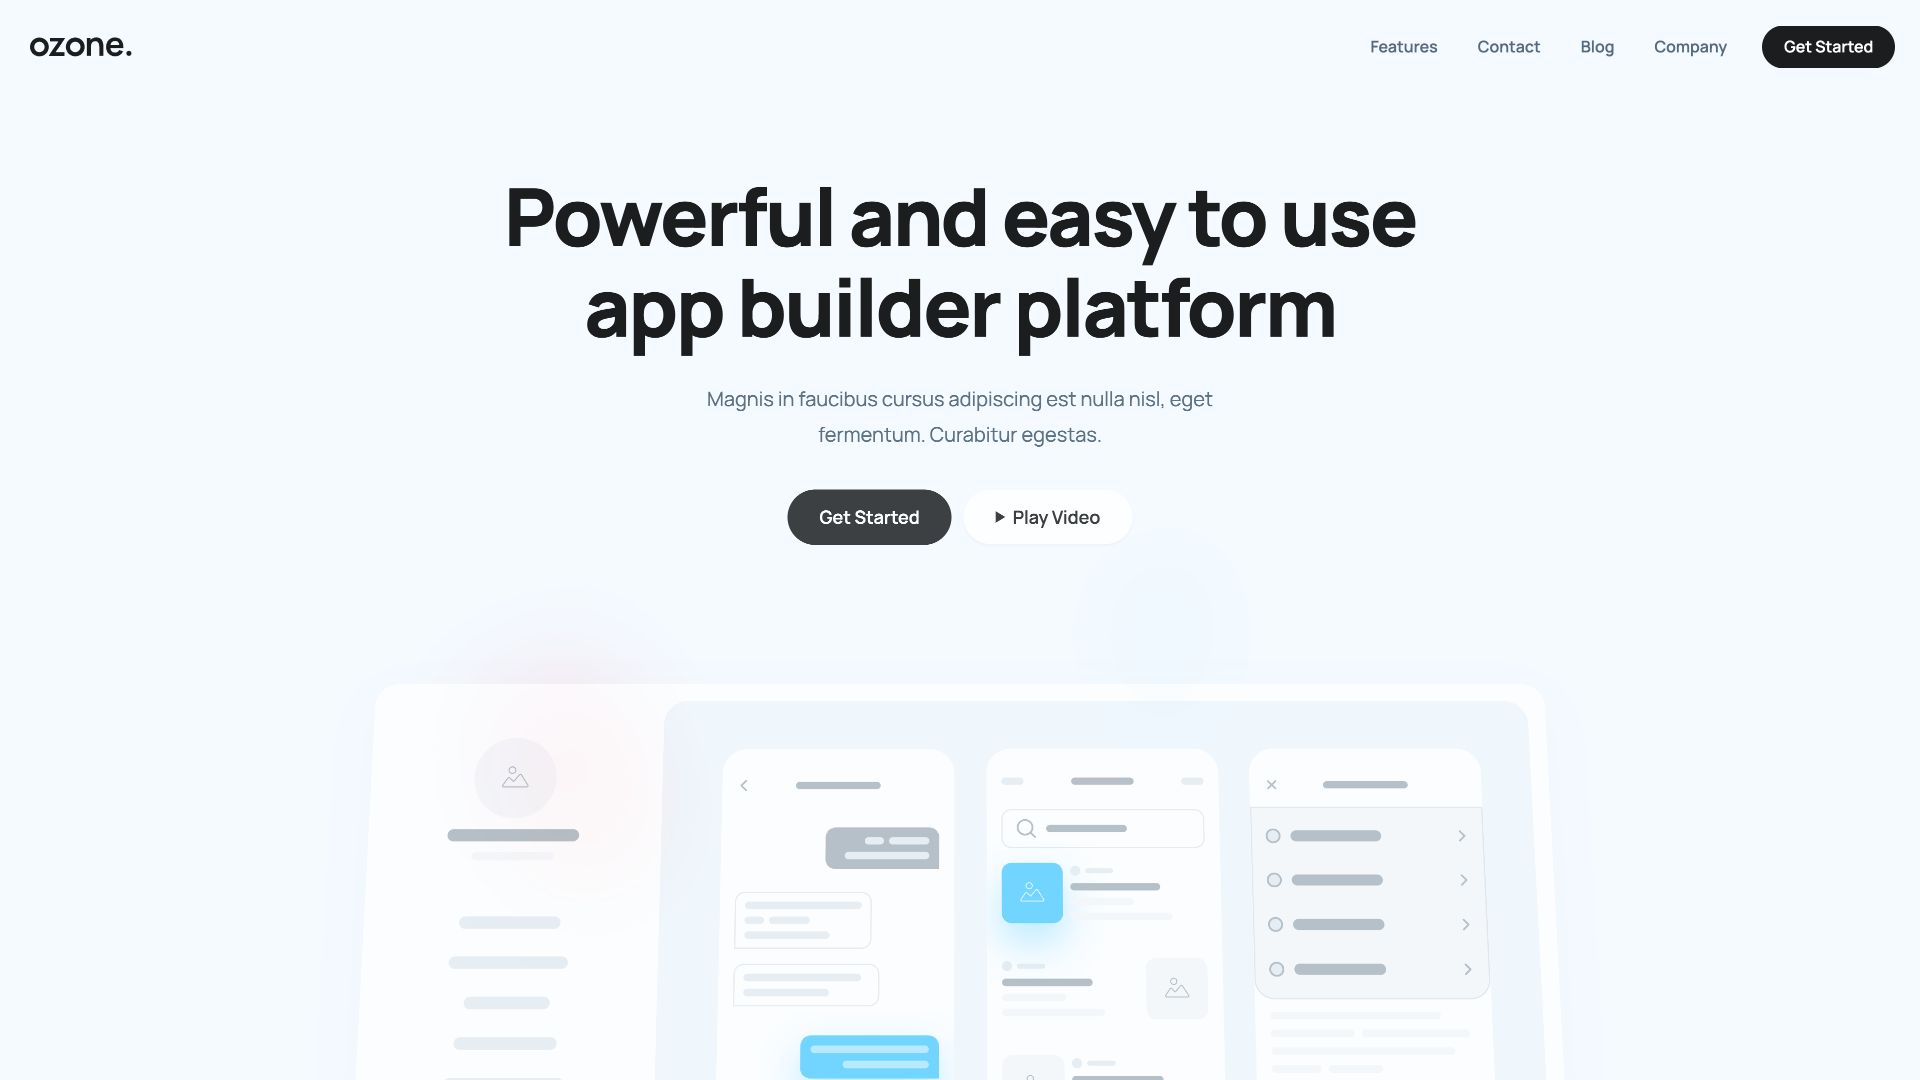 ozone.
Features Contact Blog Company Get Started
Powerful and easy to use
app builder platform
Magnis in faucibus cursus adipiscing est nulla nisl, eget
fermentum. Curabitur egestas.
Get Started Play Video